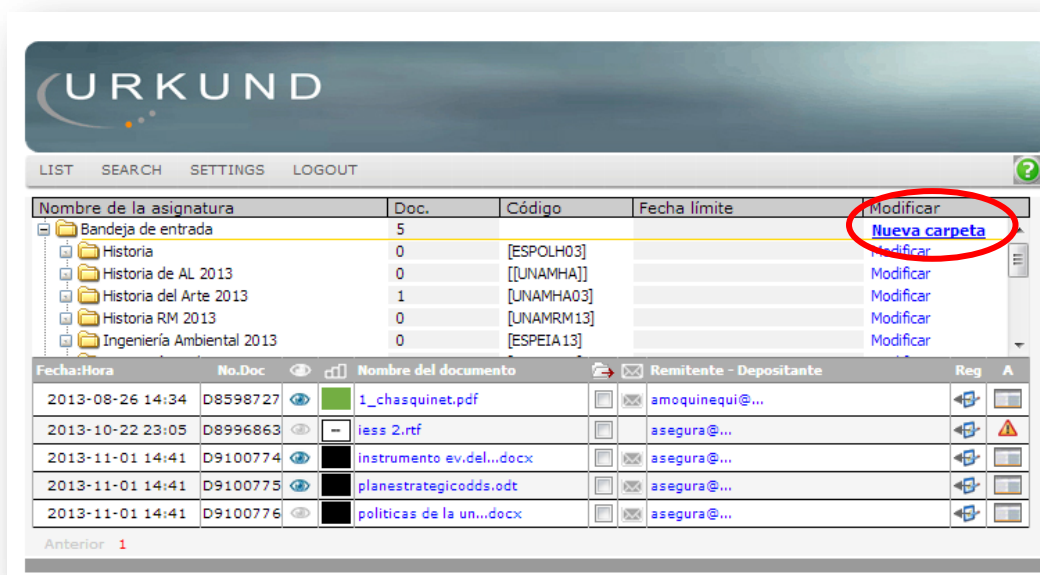 URKUND
LIST SEARCH SETTINGS LOGOUT
Nombre de la asignatura Doc. Código Fecha límite Modificar
Bandeja de entrada 5 Nueva carpeta
Historia 0 [ESPOLH03] Modificar
Historia de AL 2013 0 [[UNAMHA]] Modificar
Historia del Arte 2013 1 [UNAMHA03] Modificar
Historia RM 2013 0 [UNAMRM13] Modificar
Ingeniería Ambiental 2013 0 [ESPEIA13] Modificar
Fecha:Hora No.Doc Nombre del documento Remitente - Depositante Reg A
2013-08-26 14:34 D8598727 1_chasquinet.pdf amoquinequi@...
2013-10-22 23:05 D8996863 -- iess 2.rtf asegura@...
2013-11-01 14:41 D9100774 instrumento ev.del...docx asegura@...
2013-11-01 14:41 D9100775 planestrategicodds.odt asegura@...
2013-11-01 14:41 D9100776 politicas de la un...docx asegura@...
Anterior 1